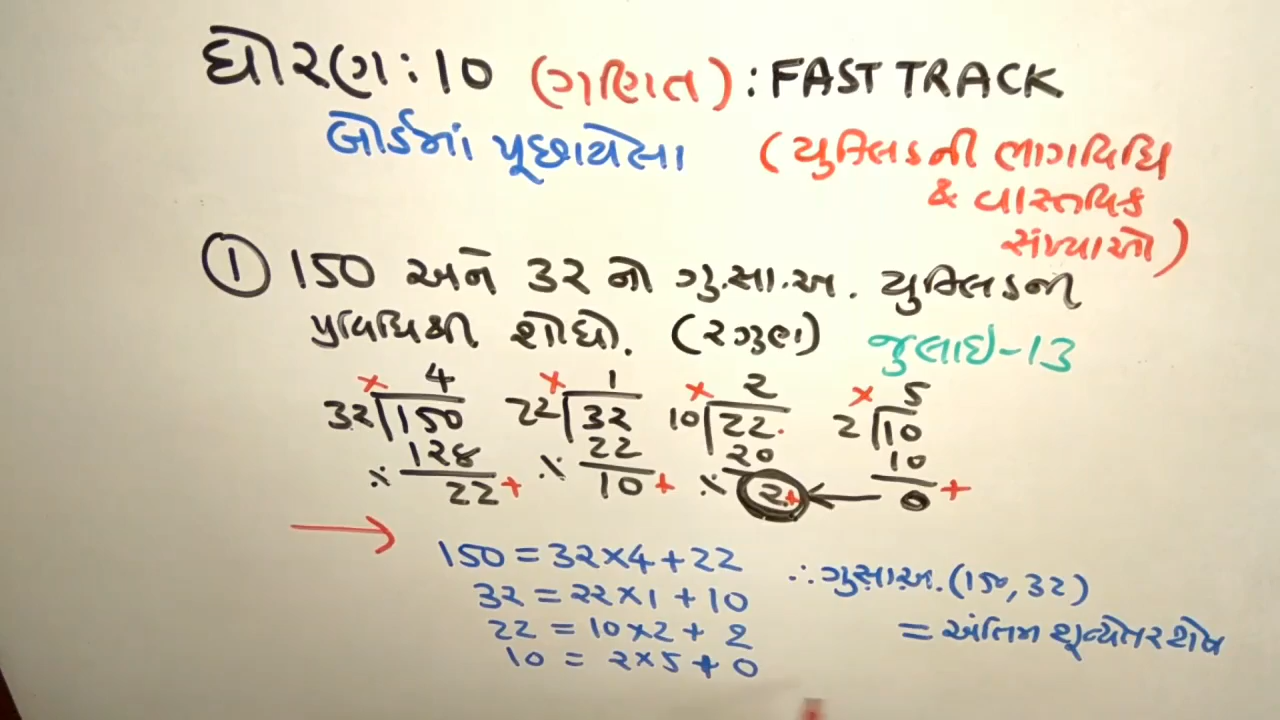 ધોરણ : 10 (ગણિત) : FAST TRACK
બોર્ડમાં પૂછાયેલા (યુક્લિડની ભાગવિધિ
& વાસ્તવિક
સંખ્યાઓ)
① 150 અને 32 નો ગુ.સા.અ. યુક્લિડની
પ્રવિધિથી શોધો. (૨ગુણ) જુલાઇ-13
× 4 × 1 × 2 × 5
32 150 22 32 10 22 2 10
128 22 20 10
22 + 10 + 2 + 0 +
150 = 32×4+22
32 = 22×1+10
22 = 10×2+2
10 = 2×5+0
∴ ગુસાઅ. (150, 32)
= અંતિમ શૂન્યેતર શેષ